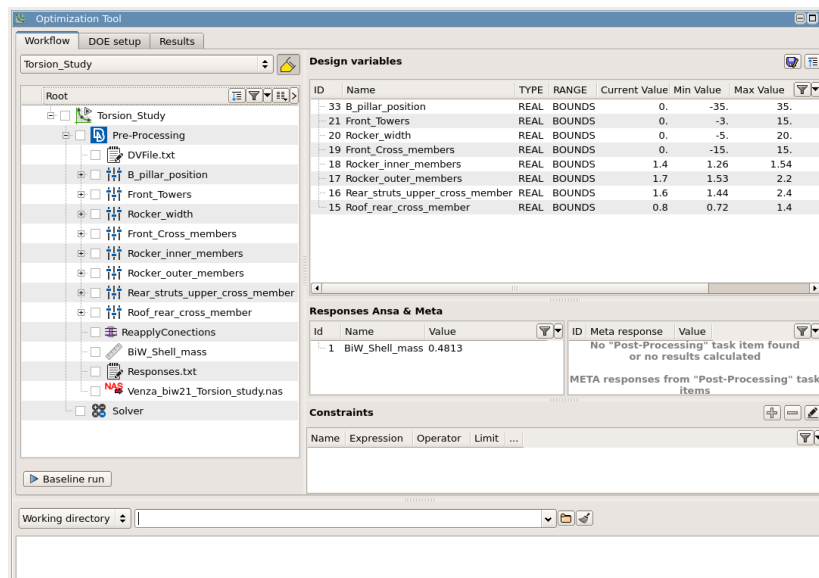 Optimization Tool
Workflow DOE setup Results
Torsion_Study
Root
Torsion_Study
Pre-Processing
DVFile.txt
B_pillar_position
Front_Towers
Rocker_width
Front_Cross_members
Rocker_inner_members
Rocker_outer_members
Rear_struts_upper_cross_member
Roof_rear_cross_member
ReapplyConections
BiW_Shell_mass
Responses.txt
NAS Venza_biw21_Torsion_study.nas
Solver
Baseline run
Design variables
ID Name TYPE RANGE Current Value Min Value Max Value
33 B_pillar_position REAL BOUNDS 0. -35. 35.
21 Front_Towers REAL BOUNDS 0. -3. 15.
20 Rocker_width REAL BOUNDS 0. -5. 20.
19 Front_Cross_members REAL BOUNDS 0. -15. 15.
18 Rocker_inner_members REAL BOUNDS 1.4 1.26 1.54
17 Rocker_outer_members REAL BOUNDS 1.7 1.53 2.2
16 Rear_struts_upper_cross_member REAL BOUNDS 1.6 1.44 2.4
15 Roof_rear_cross_member REAL BOUNDS 0.8 0.72 1.4
Responses Ansa & Meta
Id Name Value
1 BiW_Shell_mass 0.4813
ID Meta response Value
No "Post-Processing" task item found
or no results calculated
META responses from "Post-Processing" task
items
Constraints
Name Expression Operator Limit ...
Working directory